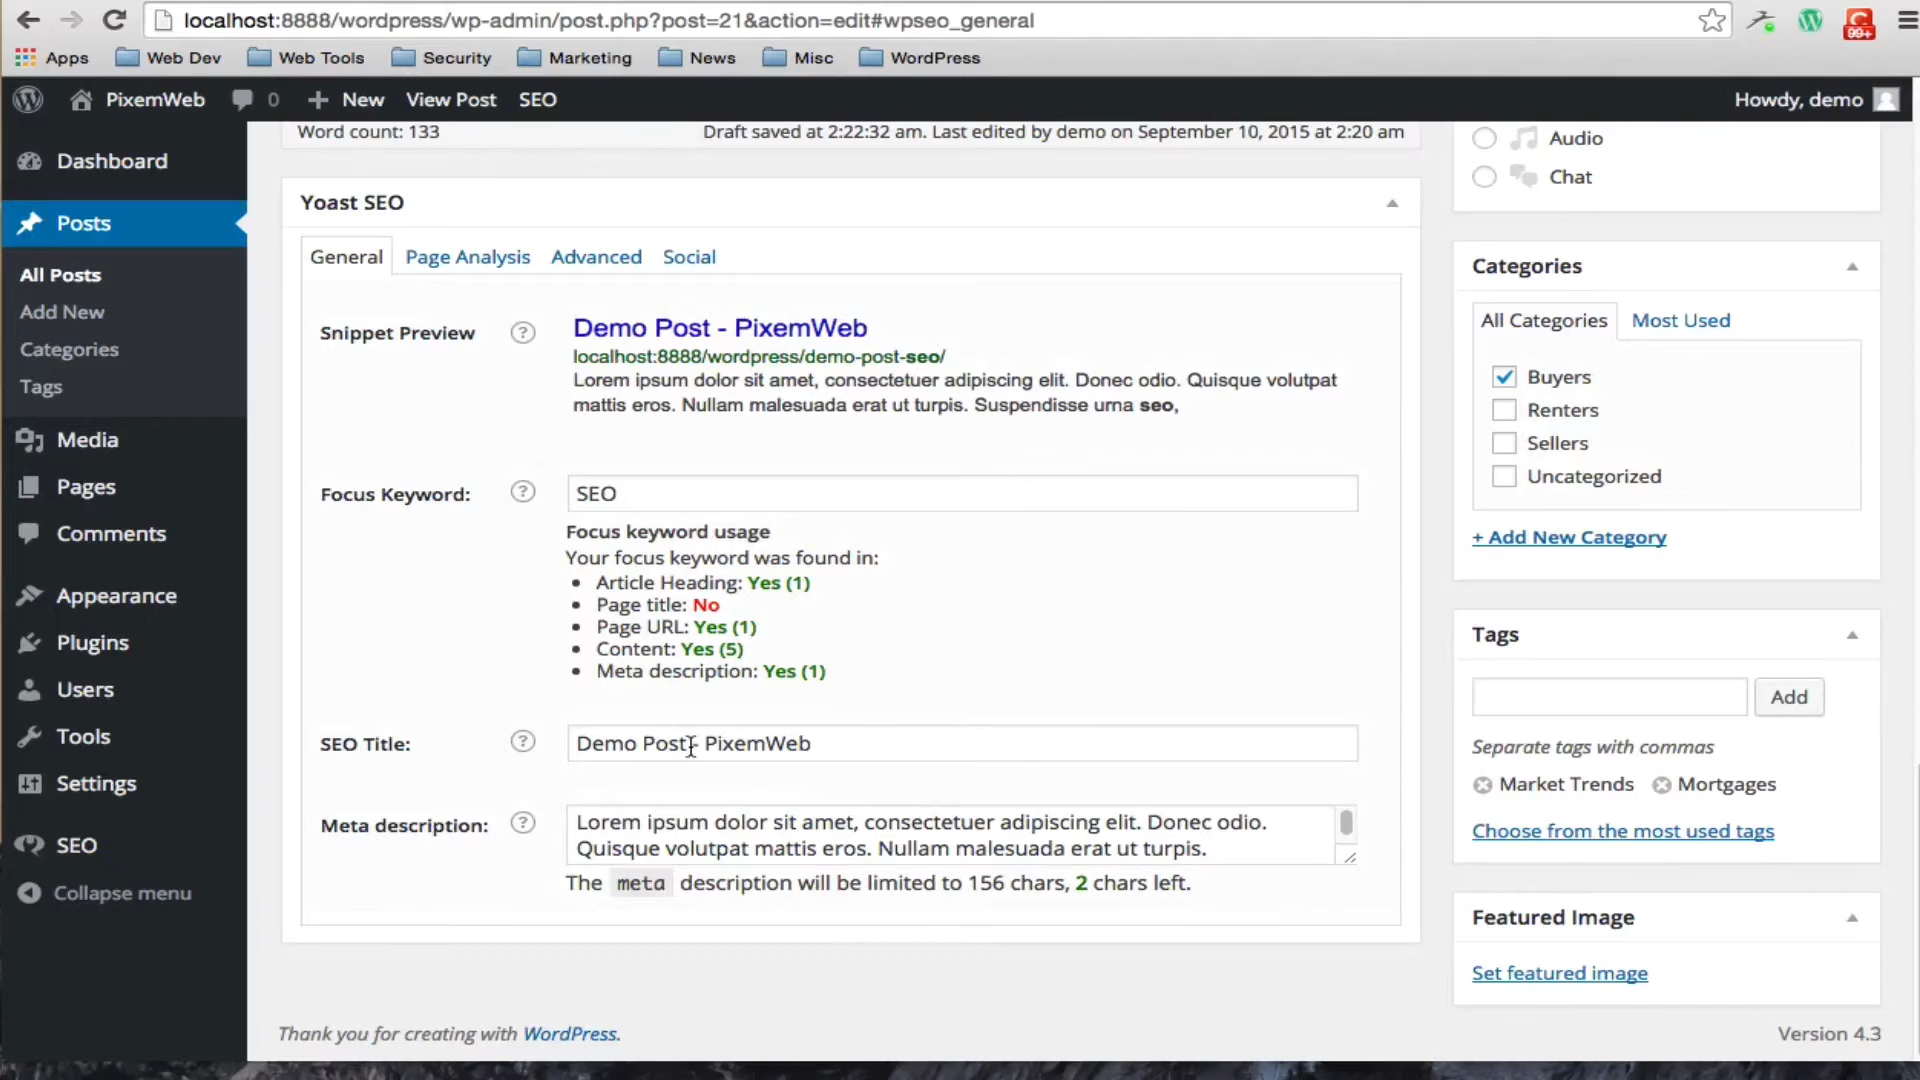 localhost:8888/wordpress/wp-admin/post.php?post=21&action=edit#wpseo_general
99+
Apps Web Dev Web Tools Security Marketing News Misc WordPress
PixemWeb 0 + New View Post SEO Howdy, demo
Dashboard
Posts
All Posts
Add New
Categories
Tags
Media
Pages
Comments
Appearance
Plugins
Users
Tools
Settings
SEO
Collapse menu
Word count: 133 Draft saved at 2:22:32 am. Last edited by demo on September 10, 2015 at 2:20 am
Yoast SEO
General Page Analysis Advanced Social
Snippet Preview ? Demo Post - PixemWeb
localhost:8888/wordpress/demo-post-seo/
Lorem ipsum dolor sit amet, consectetuer adipiscing elit. Donec odio. Quisque volutpat
mattis eros. Nullam malesuada erat ut turpis. Suspendisse urna seo,
Focus Keyword: ? SEO
Focus keyword usage
Your focus keyword was found in:
• Article Heading: Yes (1)
• Page title: No
• Page URL: Yes (1)
• Content: Yes (5)
• Meta description: Yes (1)
SEO Title: ? Demo Post - PixemWeb
Meta description: ? Lorem ipsum dolor sit amet, consectetuer adipiscing elit. Donec odio.
Quisque volutpat mattis eros. Nullam malesuada erat ut turpis.
The meta description will be limited to 156 chars, 2 chars left.
Thank you for creating with WordPress.
Audio
Chat
Categories
All Categories Most Used
Buyers
Renters
Sellers
Uncategorized
+ Add New Category
Tags
Add
Separate tags with commas
Market Trends Mortgages
Choose from the most used tags
Featured Image
Set featured image
Version 4.3